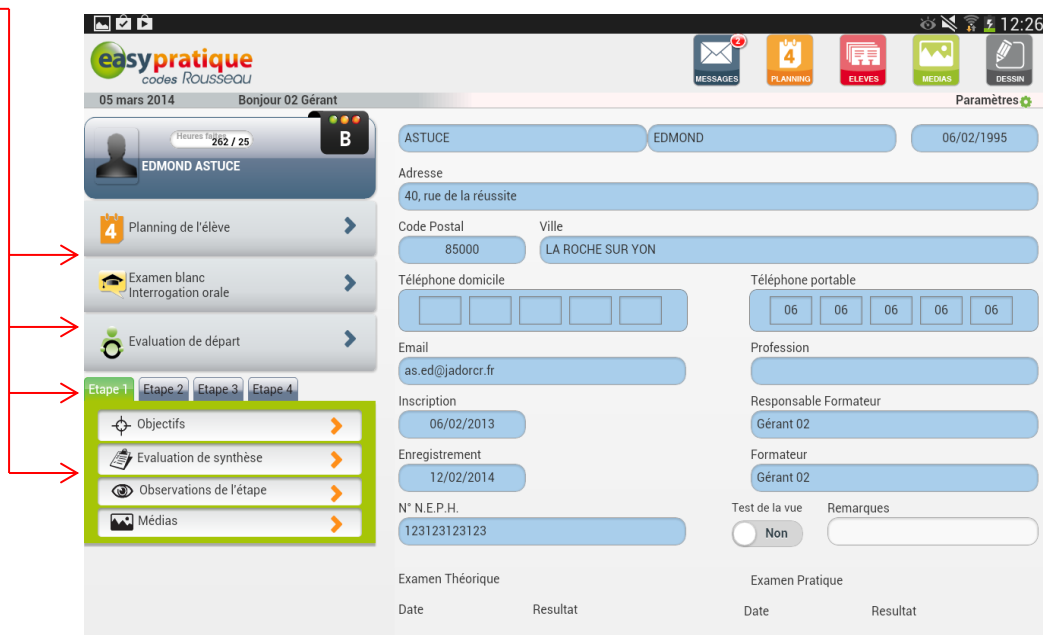 12:26
easypratique
codes Rousseau
2
4
MESSAGES PLANNING ELEVES MEDIAS DESSIN
05 mars 2014 Bonjour 02 Gérant Paramètres
Heures faites
262 / 25
B
EDMOND ASTUCE
4 Planning de l'élève
Examen blanc
Interrogation orale
Evaluation de départ
Etape 1 Etape 2 Etape 3 Etape 4
Objectifs
Evaluation de synthèse
Observations de l'étape
Médias
ASTUCE EDMOND 06/02/1995
Adresse
40, rue de la réussite
Code Postal Ville
85000 LA ROCHE SUR YON
Téléphone domicile Téléphone portable
06 06 06 06 06
Email Profession
as.ed@jadorcr.fr
Inscription Responsable Formateur
06/02/2013 Gérant 02
Enregistrement Formateur
12/02/2014 Gérant 02
N° N.E.P.H. Test de la vue Remarques
123123123123 Non
Examen Théorique Examen Pratique
Date Resultat Date Resultat